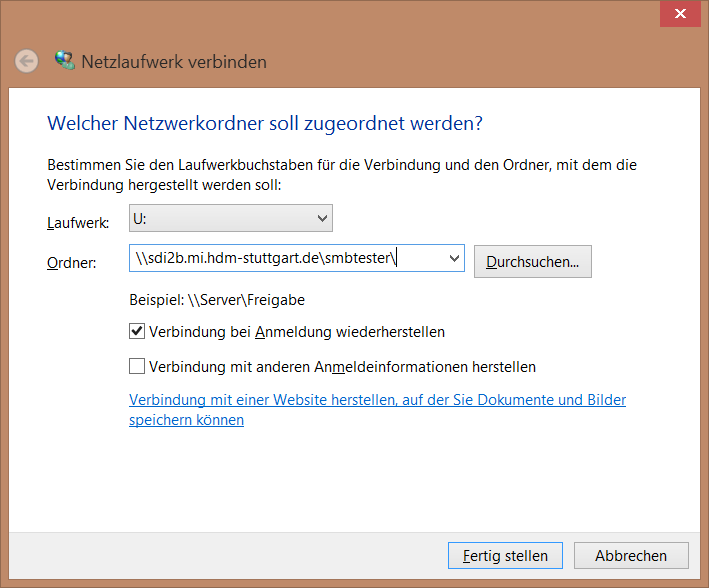 Netzlaufwerk verbinden
Welcher Netzwerkordner soll zugeordnet werden?
Bestimmen Sie den Laufwerkbuchstaben für die Verbindung und den Ordner, mit dem die
Verbindung hergestellt werden soll:
Laufwerk: U:
Ordner: \\sdi2b.mi.hdm-stuttgart.de\smbtester\ Durchsuchen...
Beispiel: \\Server\Freigabe
Verbindung bei Anmeldung wiederherstellen
Verbindung mit anderen Anmeldeinformationen herstellen
Verbindung mit einer Website herstellen, auf der Sie Dokumente und Bilder
speichern können
Fertig stellen Abbrechen